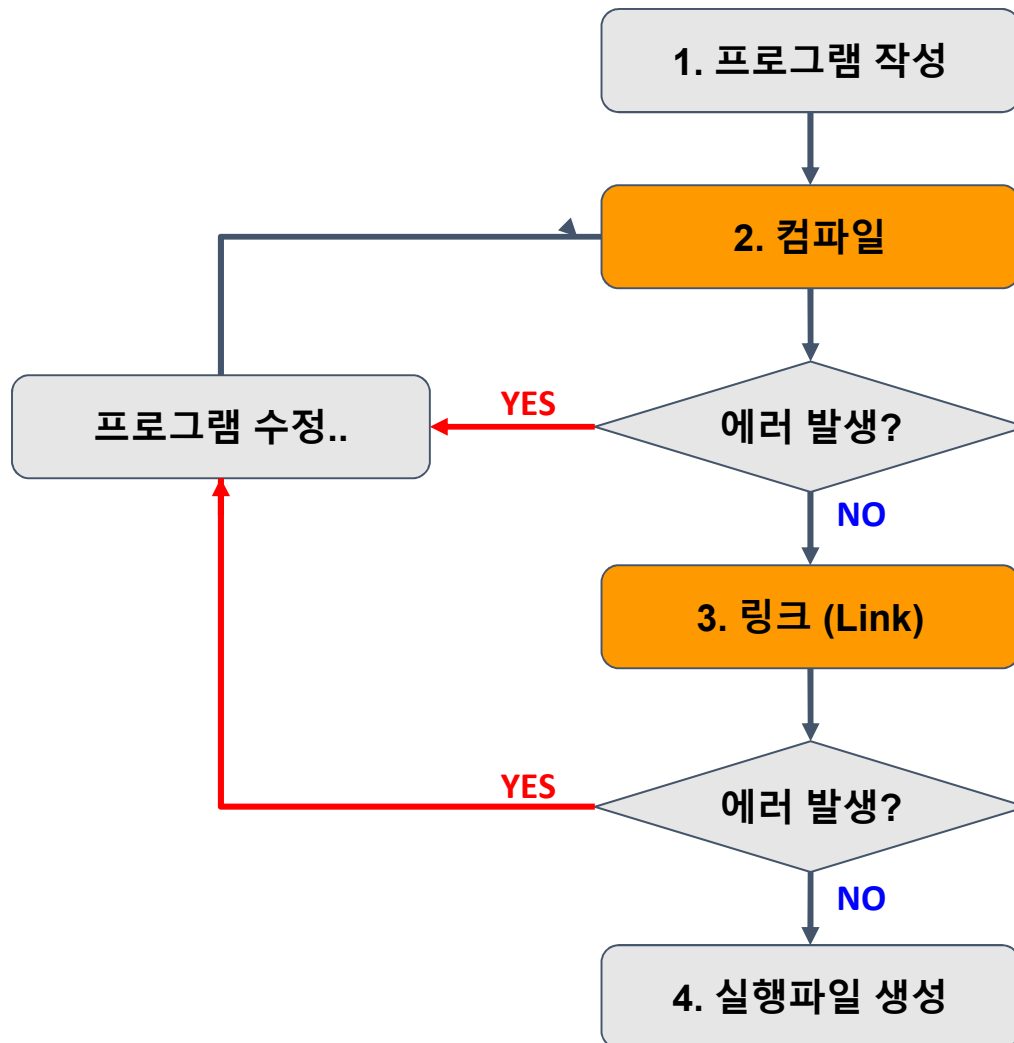 1. 프로그램 작성
2. 컴파일
YES
에러 발생?
프로그램 수정..
NO
3. 링크 (Link)
YES
에러 발생?
NO
4. 실행파일 생성